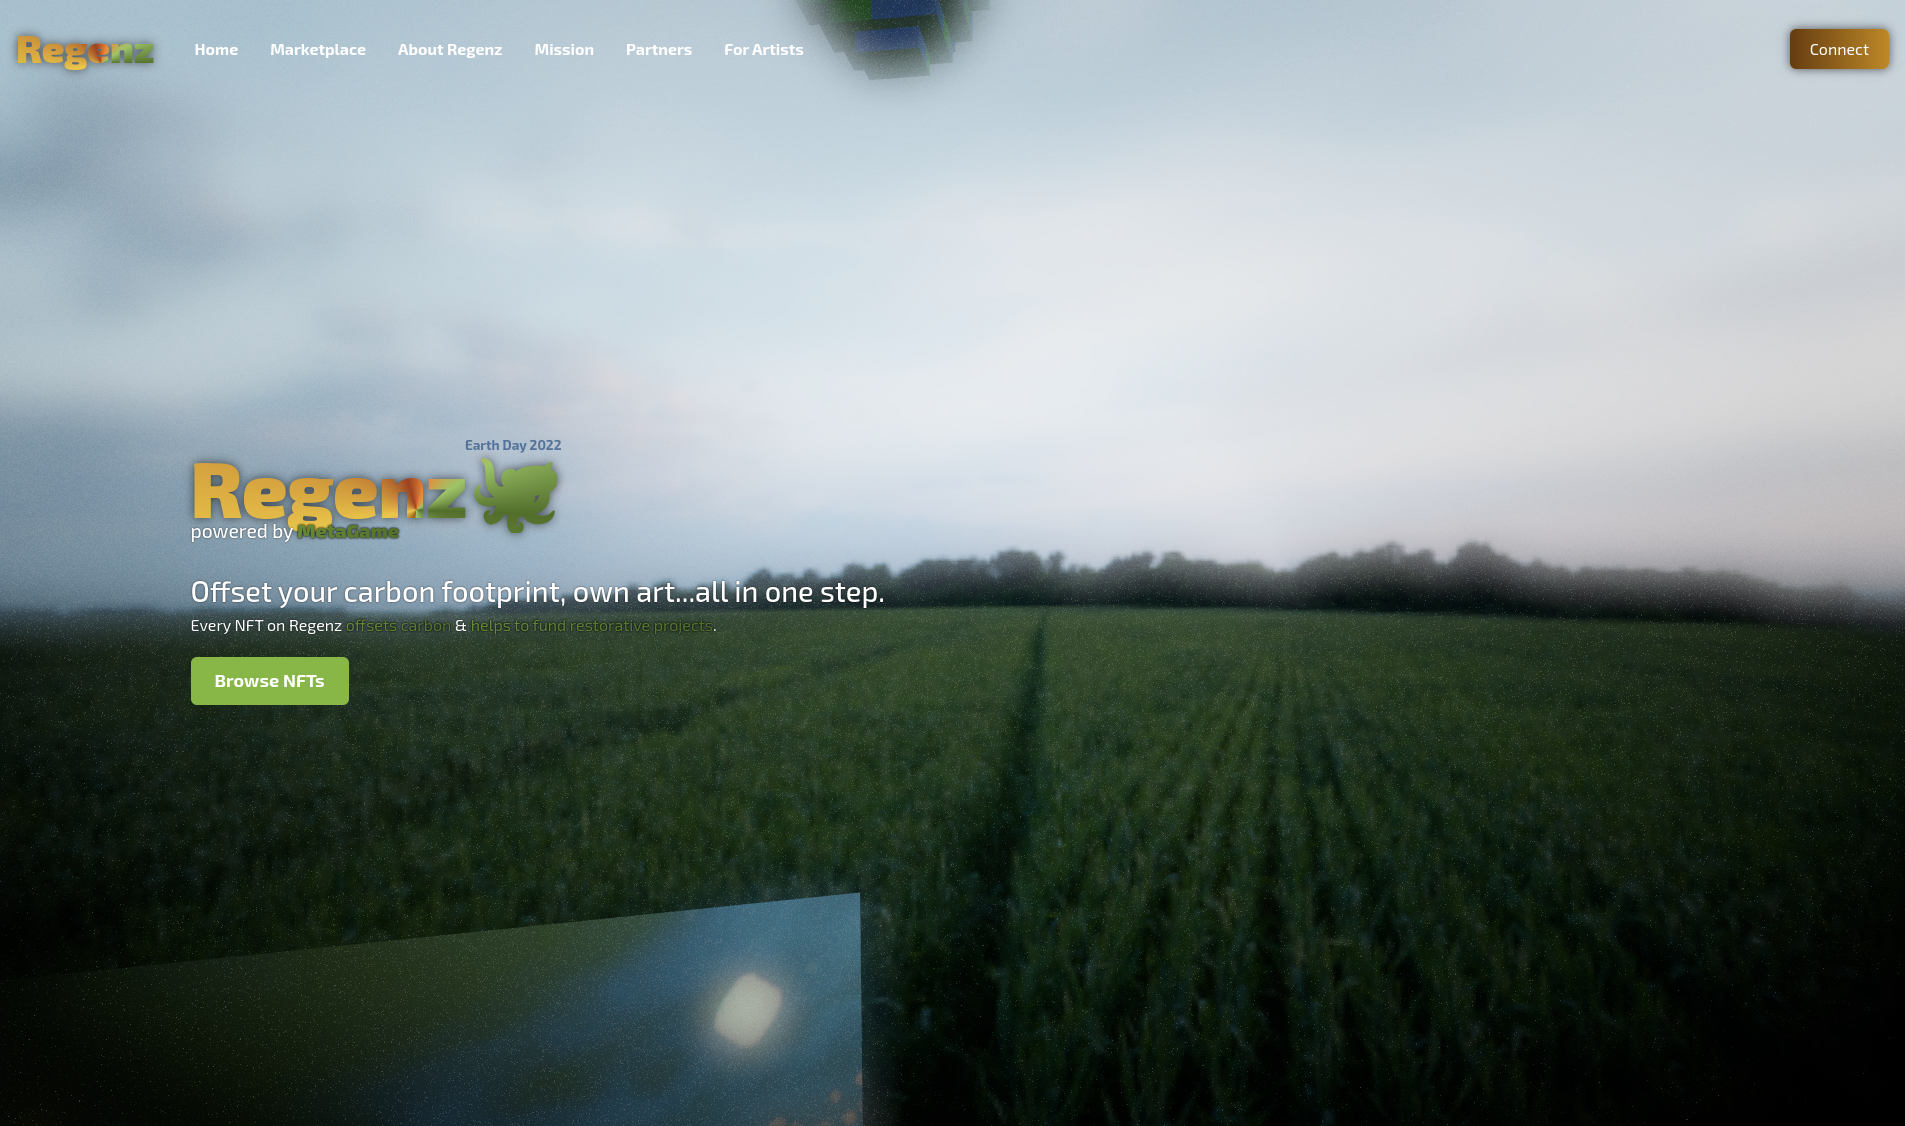 Regenz
Home
Marketplace
About Regenz
Mission
Partners
For Artists
Connect
Earth Day 2022
Regenz
powered by MetaGame
Offset your carbon footprint, own art...all in one step.
Every NFT on Regenz offsets carbon & helps to fund restorative projects.
Browse NFTs